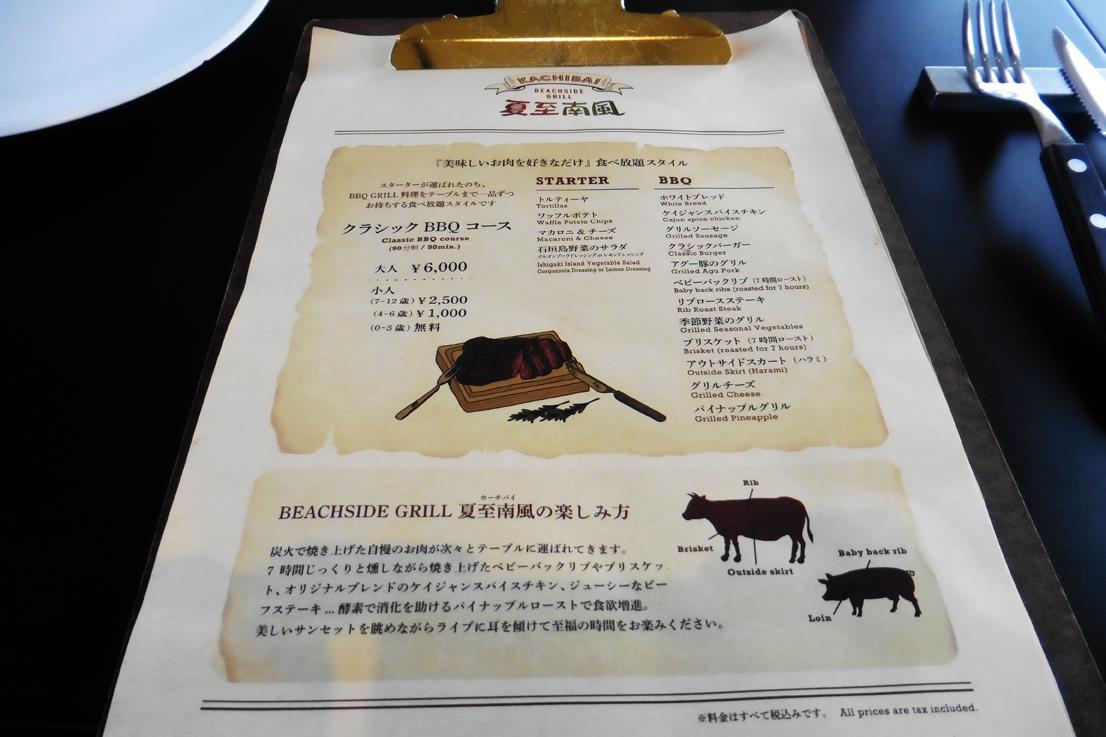 KACHIBAI
BEACHSIDE
GRILL
夏至南風
『美味しいお肉を好きなだけ』食べ放題スタイル
スターターが運ばれたのち、
BBQ GRILL 料理をテーブルまで一品ずつ
お持ちする食べ放題スタイルです
クラシック BBQ コース
Classic BBQ course
(90分制 / 90min.)
大人 ¥6,000
小人
(7-12 歳) ¥2,500
(4-6 歳) ¥1,000
(0-3 歳) 無料
STARTER
トルティーヤ
Tortillas
ワッフルポテト
Waffle Potato Chips
マカロニ & チーズ
Macaroni & Cheese
石垣島野菜のサラダ
ゴルゴンゾーラドレッシング or レモンドレッシング
Ishigaki Island Vegetable Salad
Gorgonzola Dressing or Lemon Dressing
BBQ
ホワイトブレッド
White Bread
ケイジャンスパイスチキン
Cajun spice chicken
グリルソーセージ
Grilled Sausage
クラシックバーガー
Classic Burger
アグー豚のグリル
Grilled Agu Pork
ベビーバックリブ (7 時間ロースト)
Baby back ribs (roasted for 7 hours)
リブロースステーキ
Rib Roast Steak
季節野菜のグリル
Grilled Seasonal Vegetables
ブリスケット (7 時間ロースト)
Brisket (roasted for 7 hours)
アウトサイドスカート (ハラミ)
Outside Skirt (Harami)
グリルチーズ
Grilled Cheese
パイナップルグリル
Grilled Pineapple
カーチバイ
BEACHSIDE GRILL 夏至南風の楽しみ方
炭火で焼き上げた自慢のお肉が次々とテーブルに運ばれてきます。
7 時間じっくりと燻しながら焼き上げたベビーバックリブやブリスケッ
ト、オリジナルブレンドのケイジャンスパイスチキン、ジューシーなビー
フステーキ... 酵素で消化を助けるパイナップルローストで食欲増進。
美しいサンセットを眺めながらライブに耳を傾けて至福の時間をお楽みください。
Rib
Brisket
Outside skirt
Baby back rib
Loin
※料金はすべて税込みです。 All prices are tax included.